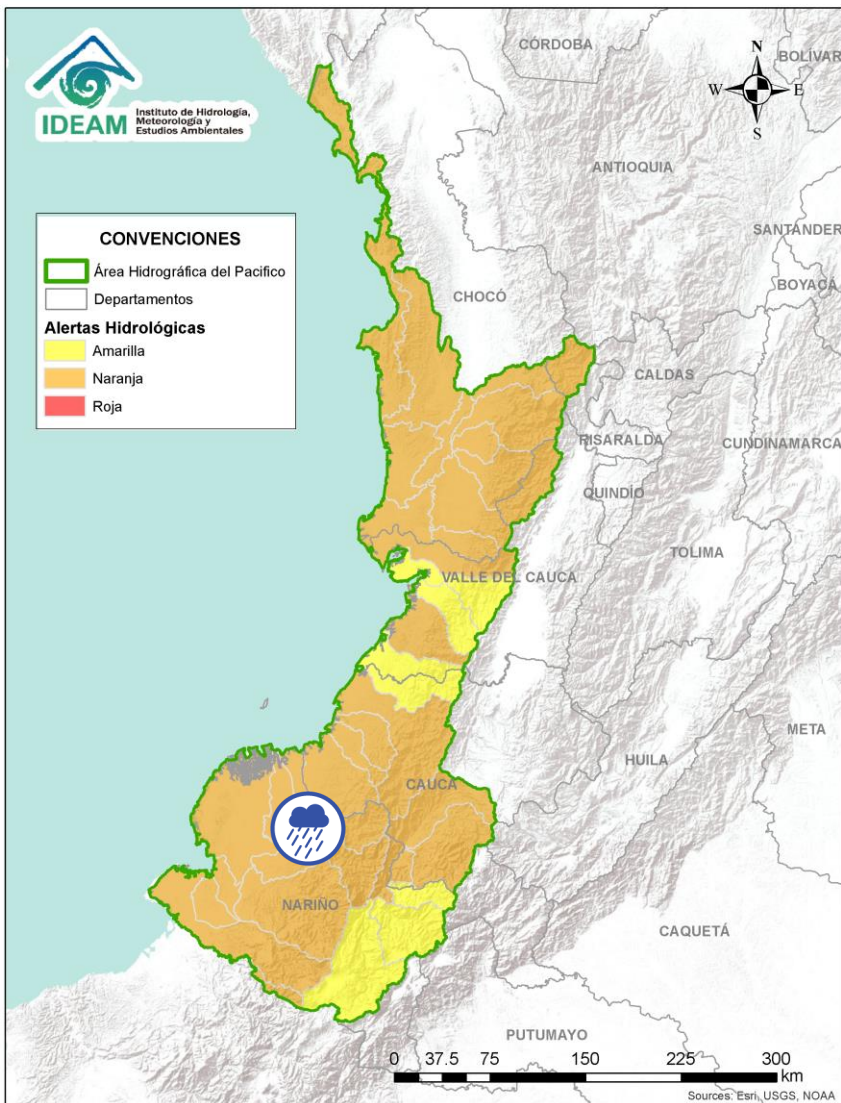 IDEAM
Instituto de Hidrología,
Meteorología y
Estudios Ambientales
CONVENCIONES
Área Hidrográfica del Pacifico
Departamentos
Alertas Hidrológicas
Amarilla
Naranja
Roja
N
W
E
S
CÓRDOBA
BOLÍVAR
ANTIOQUIA
SANTANDER
BOYACÁ
CHOCÓ
CALDAS
RISARALDA
CUNDINAMARCA
QUINDÍO
TOLIMA
VALLE DEL CAUCA
META
HUILA
CAUCA
NARIÑO
CAQUETÁ
PUTUMAYO
0 37.5 75 150 225 300
km
Sources: Esri, USGS, NOAA